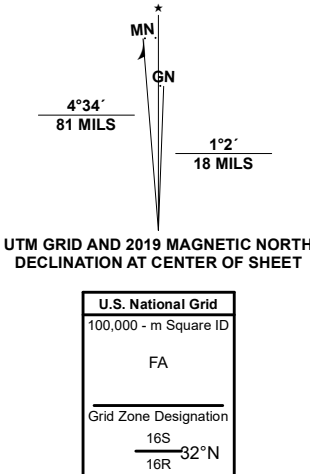 ★
MN
GN
4°34´
81 MILS
1°2´
18 MILS
UTM GRID AND 2019 MAGNETIC NORTH
DECLINATION AT CENTER OF SHEET
U.S. National Grid
100,000 - m Square ID
FA
Grid Zone Designation
16S
32°N
16R